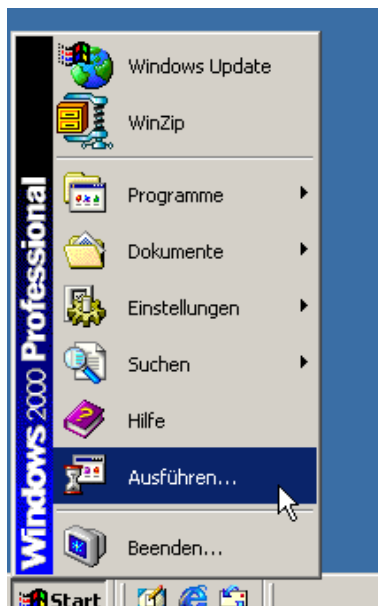 Windows Update
WinZip
Programme
Dokumente
Einstellungen
Suchen
Hilfe
Ausführen...
Beenden...
Windows 2000 Professional
Start